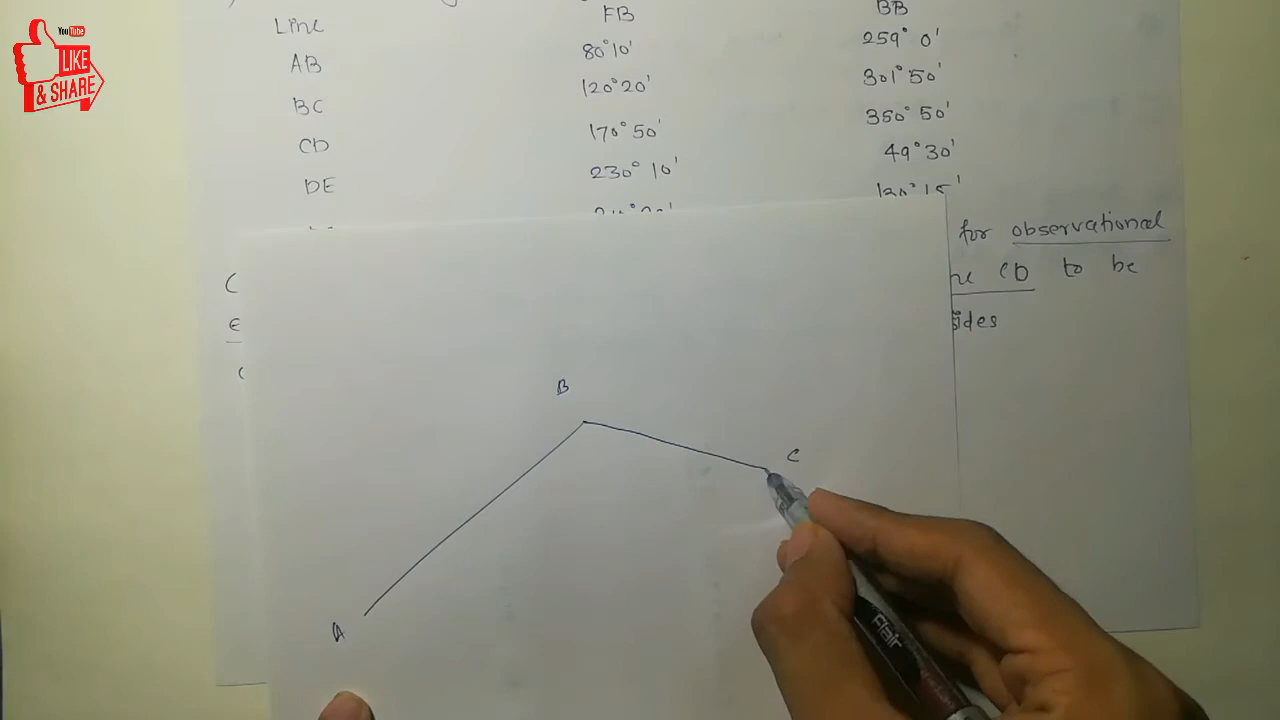 YouTube
LIKE
& SHARE
Line FB BB
AB 80°10' 259° 0'
BC 120°20' 301°50'
CD 170°50' 350°50'
DE 230°10' 49°30'
for observational
CD to be
sides
B
C
A
Flair